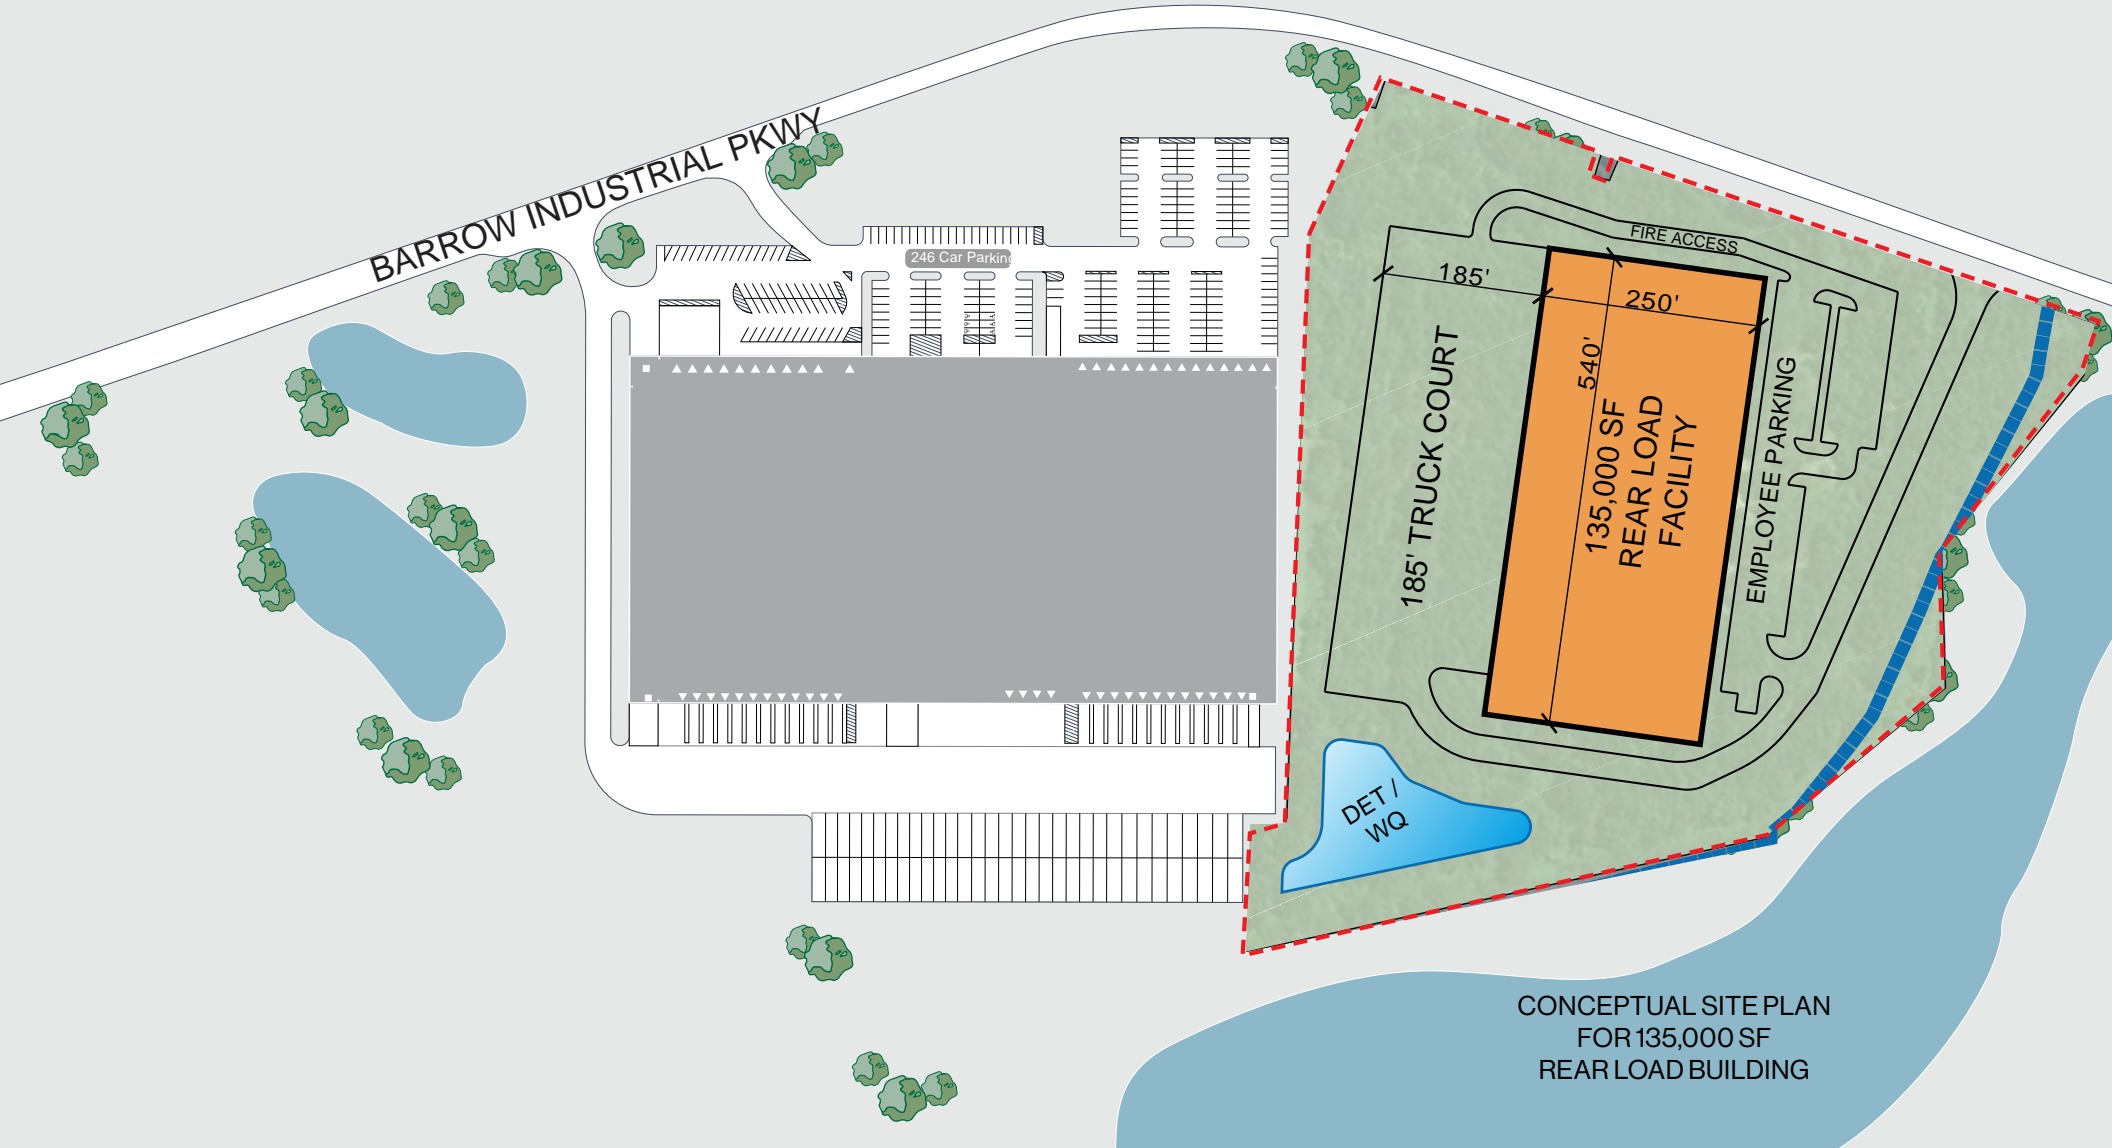 BARROW INDUSTRIAL PKWY
246 Car Parking
FIRE ACCESS
185'
250'
540'
185' TRUCK COURT
135,000 SF
REAR LOAD
FACILITY
EMPLOYEE PARKING
DET /
WQ
CONCEPTUAL SITE PLAN
FOR 135,000 SF
REAR LOAD BUILDING